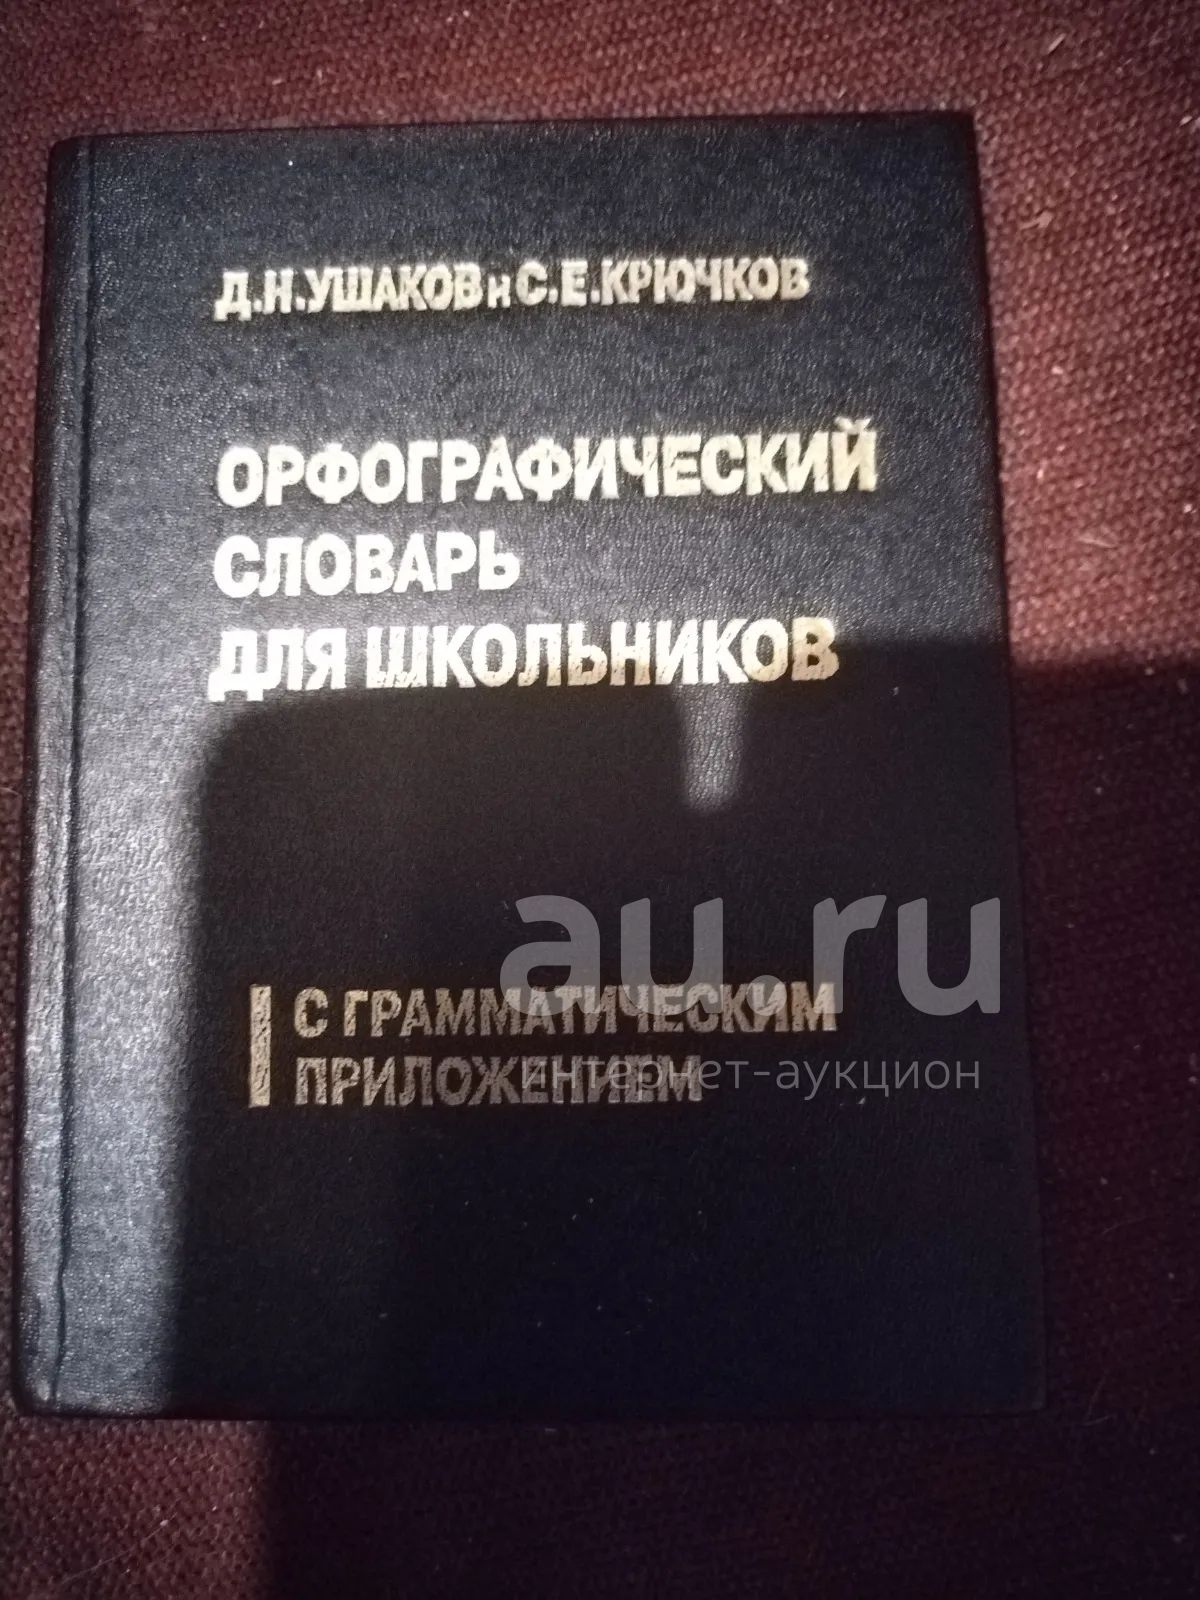 Д.Н.УШАКОВ и С.Е.КРЮЧКОВ
ОРФОГРАФИЧЕСКИЙ
СЛОВАРЬ
ДЛЯ ШКОЛЬНИКОВ
au.ru
С ГРАММАТИЧЕСКИМ
ПРИЛОЖЕНИЕМ
интернет-аукцион